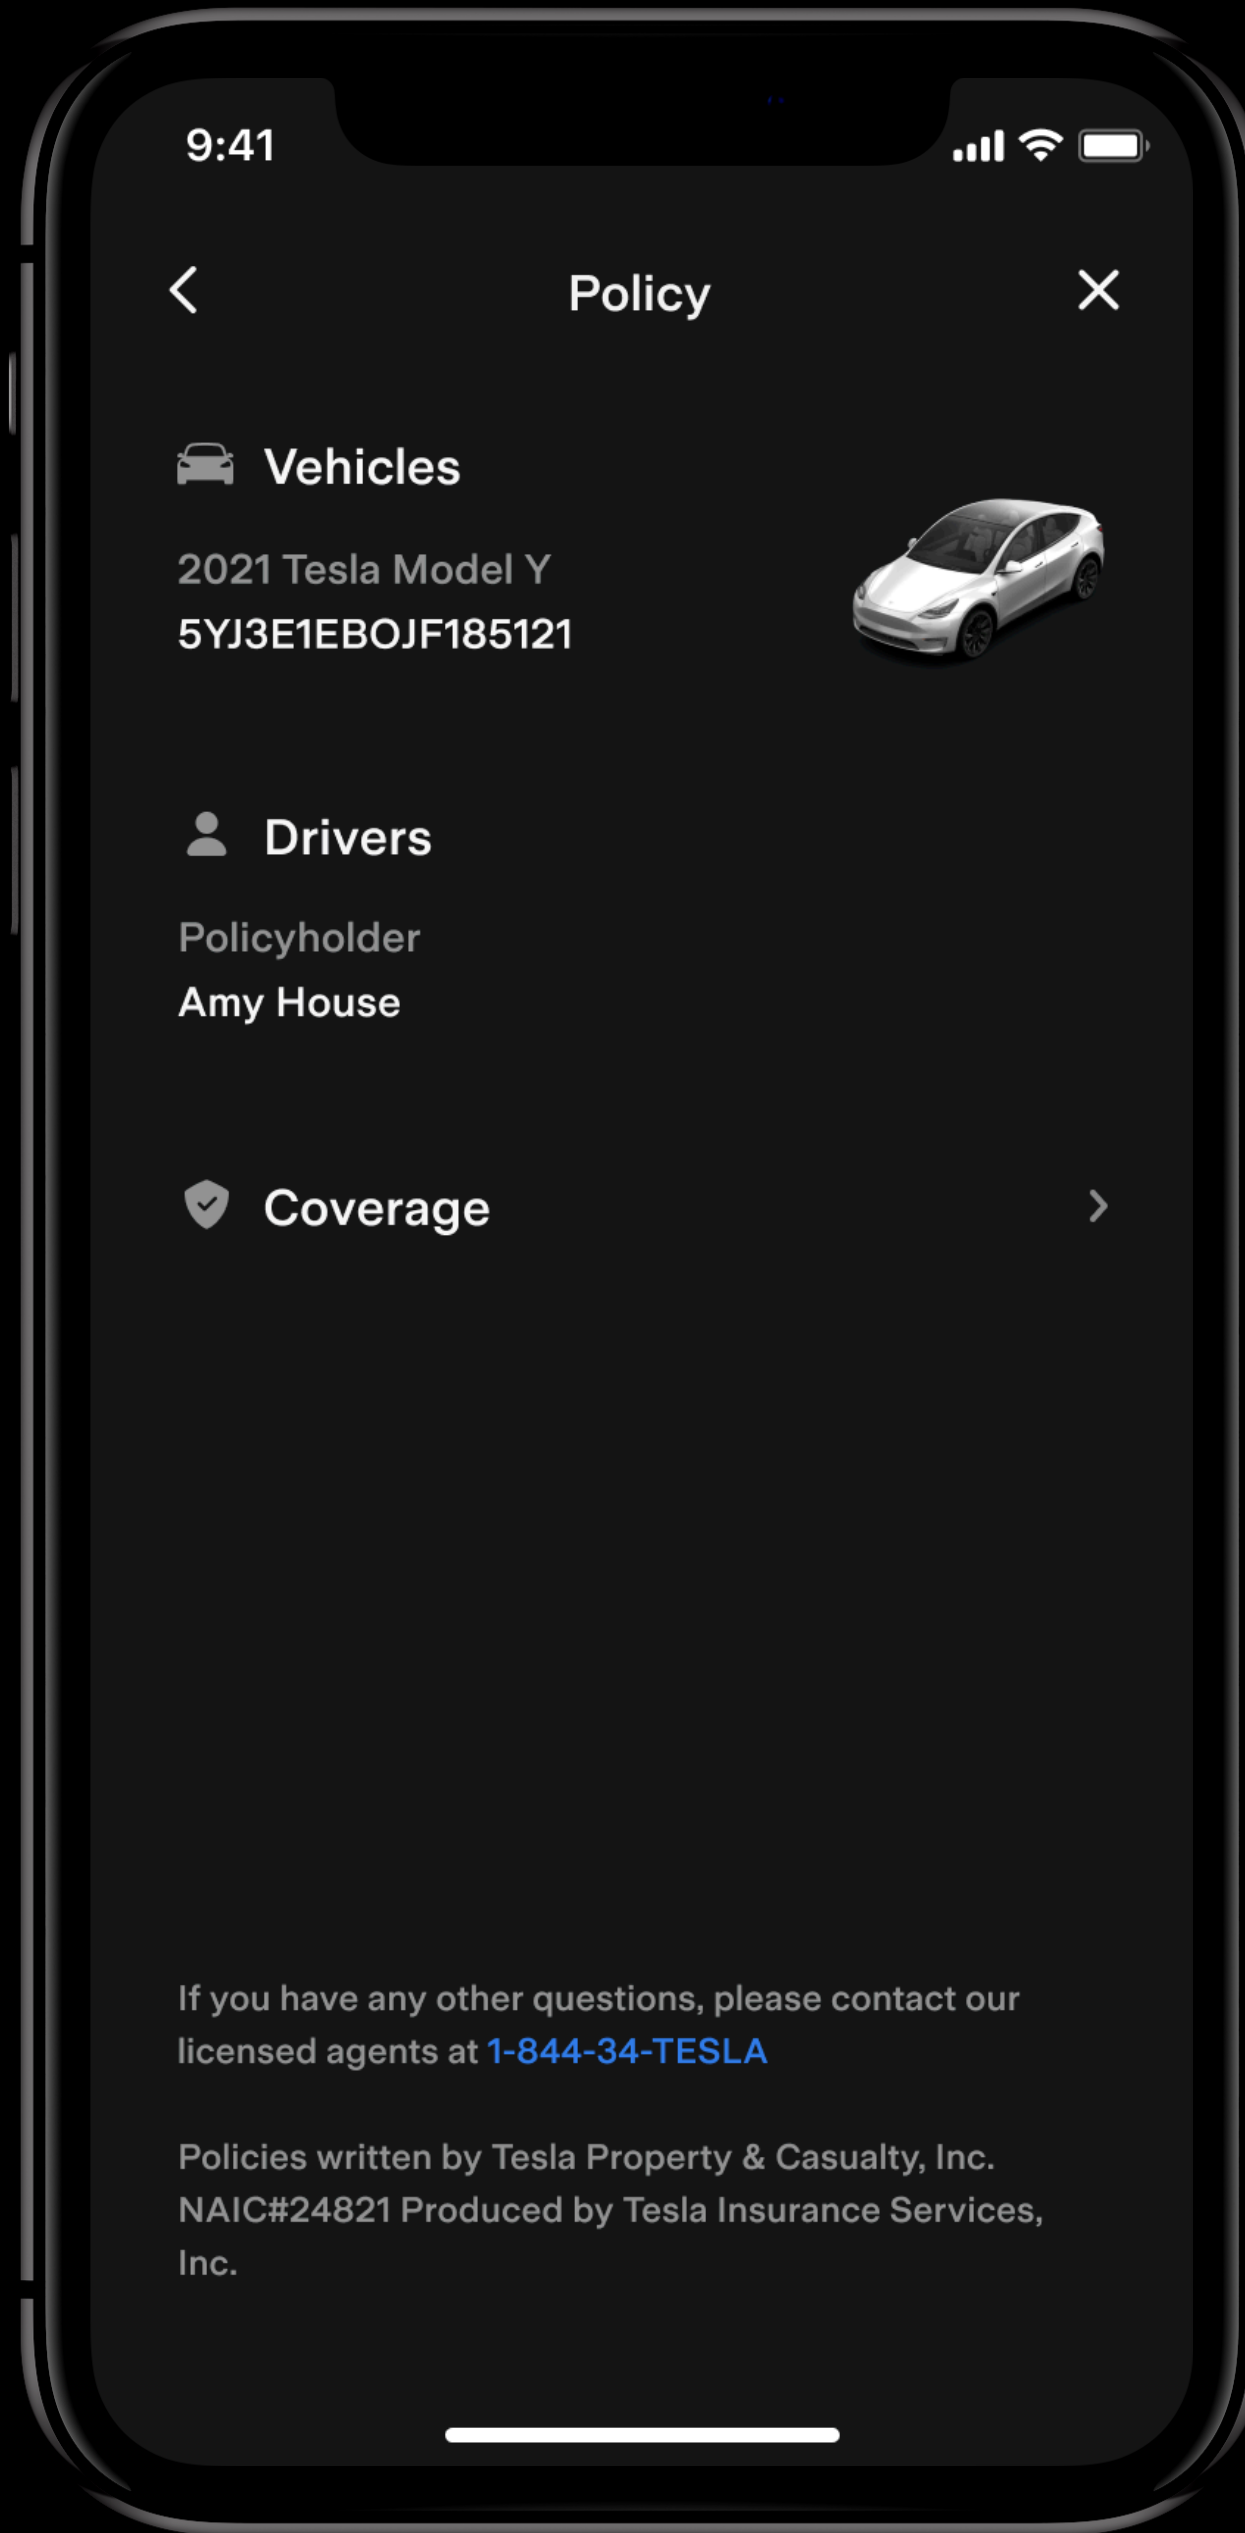 9:41
Policy
Vehicles
2021 Tesla Model Y
5YJ3E1EBOJF185121
Drivers
Policyholder
Amy House
Coverage
If you have any other questions, please contact our
licensed agents at 1-844-34-TESLA
Policies written by Tesla Property & Casualty, Inc.
NAIC#24821 Produced by Tesla Insurance Services,
Inc.